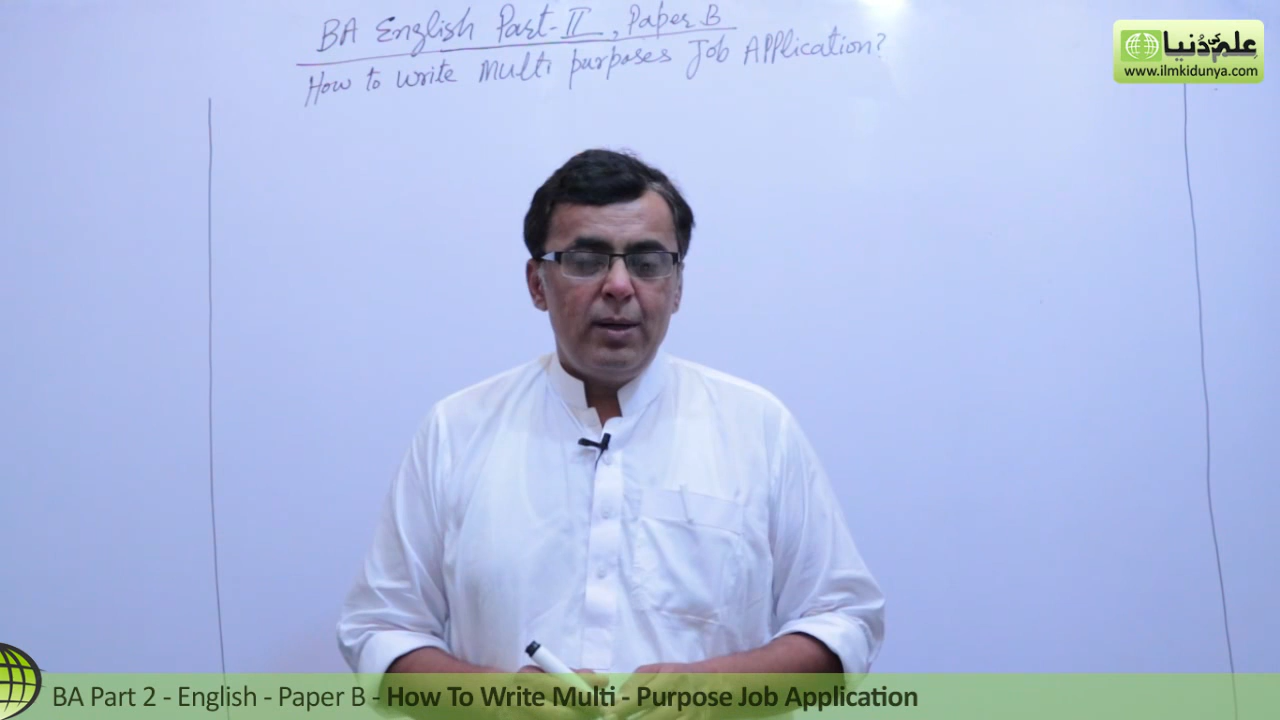 BA English Part-II, Paper B
How to write Multi purposes Job Application?
علم کی دُنیا
www.ilmkidunya.com
BA Part 2 - English - Paper B - How To Write Multi - Purpose Job Application